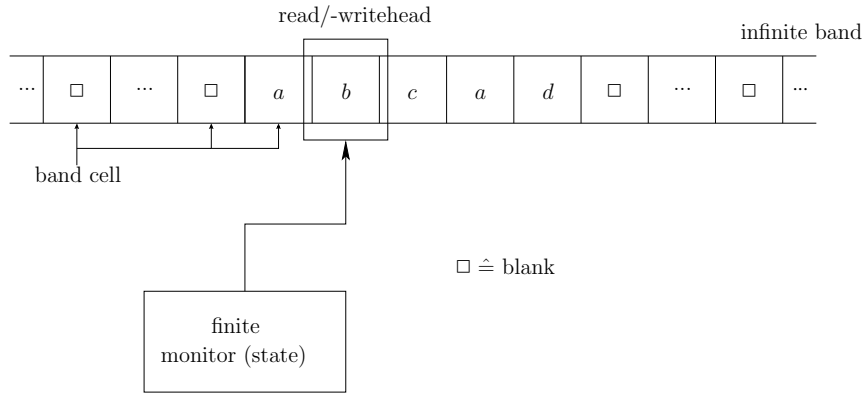 read/-writehead
infinite band
... □ ... □ a b c a d □ ... □ ...
band cell
□ ≙ blank
finite
monitor (state)